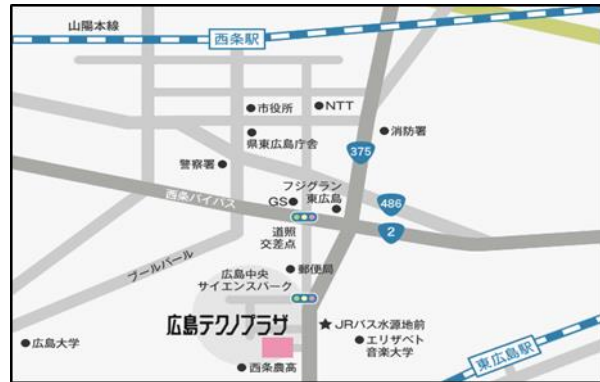 山陽本線
西条駅
市役所
NTT
県東広島庁舎
消防署
375
警察署
フジグラン
東広島
GS
西条バイパス
486
2
道照
交差点
ブールバール
広島中央
サイエンスパーク
郵便局
広島テクノプラザ
JRバス水源地前
エリザベト
音楽大学
広島大学
西条農高
東広島駅